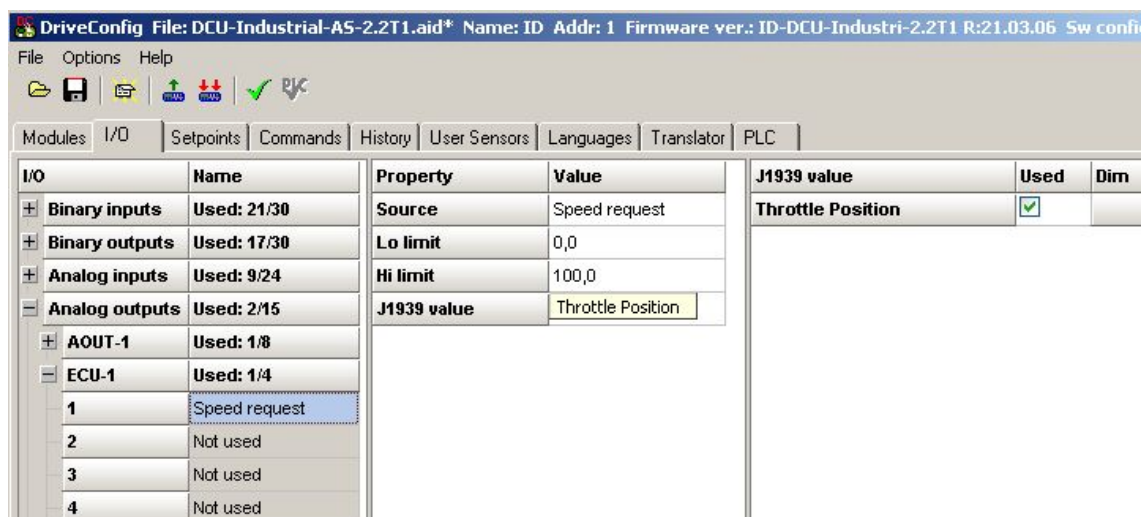 DriveConfig File: DCU-Industrial-AS-2.2T1.aid* Name: ID Addr: 1 Firmware ver.: ID-DCU-Industri-2.2T1 R:21.03.06 Sw confi
File Options Help
Modules I/O Setpoints Commands History User Sensors Languages Translator PLC
I/O Name Property Value J1939 value Used Dim
Binary inputs Used: 21/30 Source Speed request Throttle Position
Binary outputs Used: 17/30 Lo limit 0,0
Analog inputs Used: 9/24 Hi limit 100,0
Analog outputs Used: 2/15 J1939 value Throttle Position
AOUT-1 Used: 1/8
ECU-1 Used: 1/4
1 Speed request
2 Not used
3 Not used
4 Not used